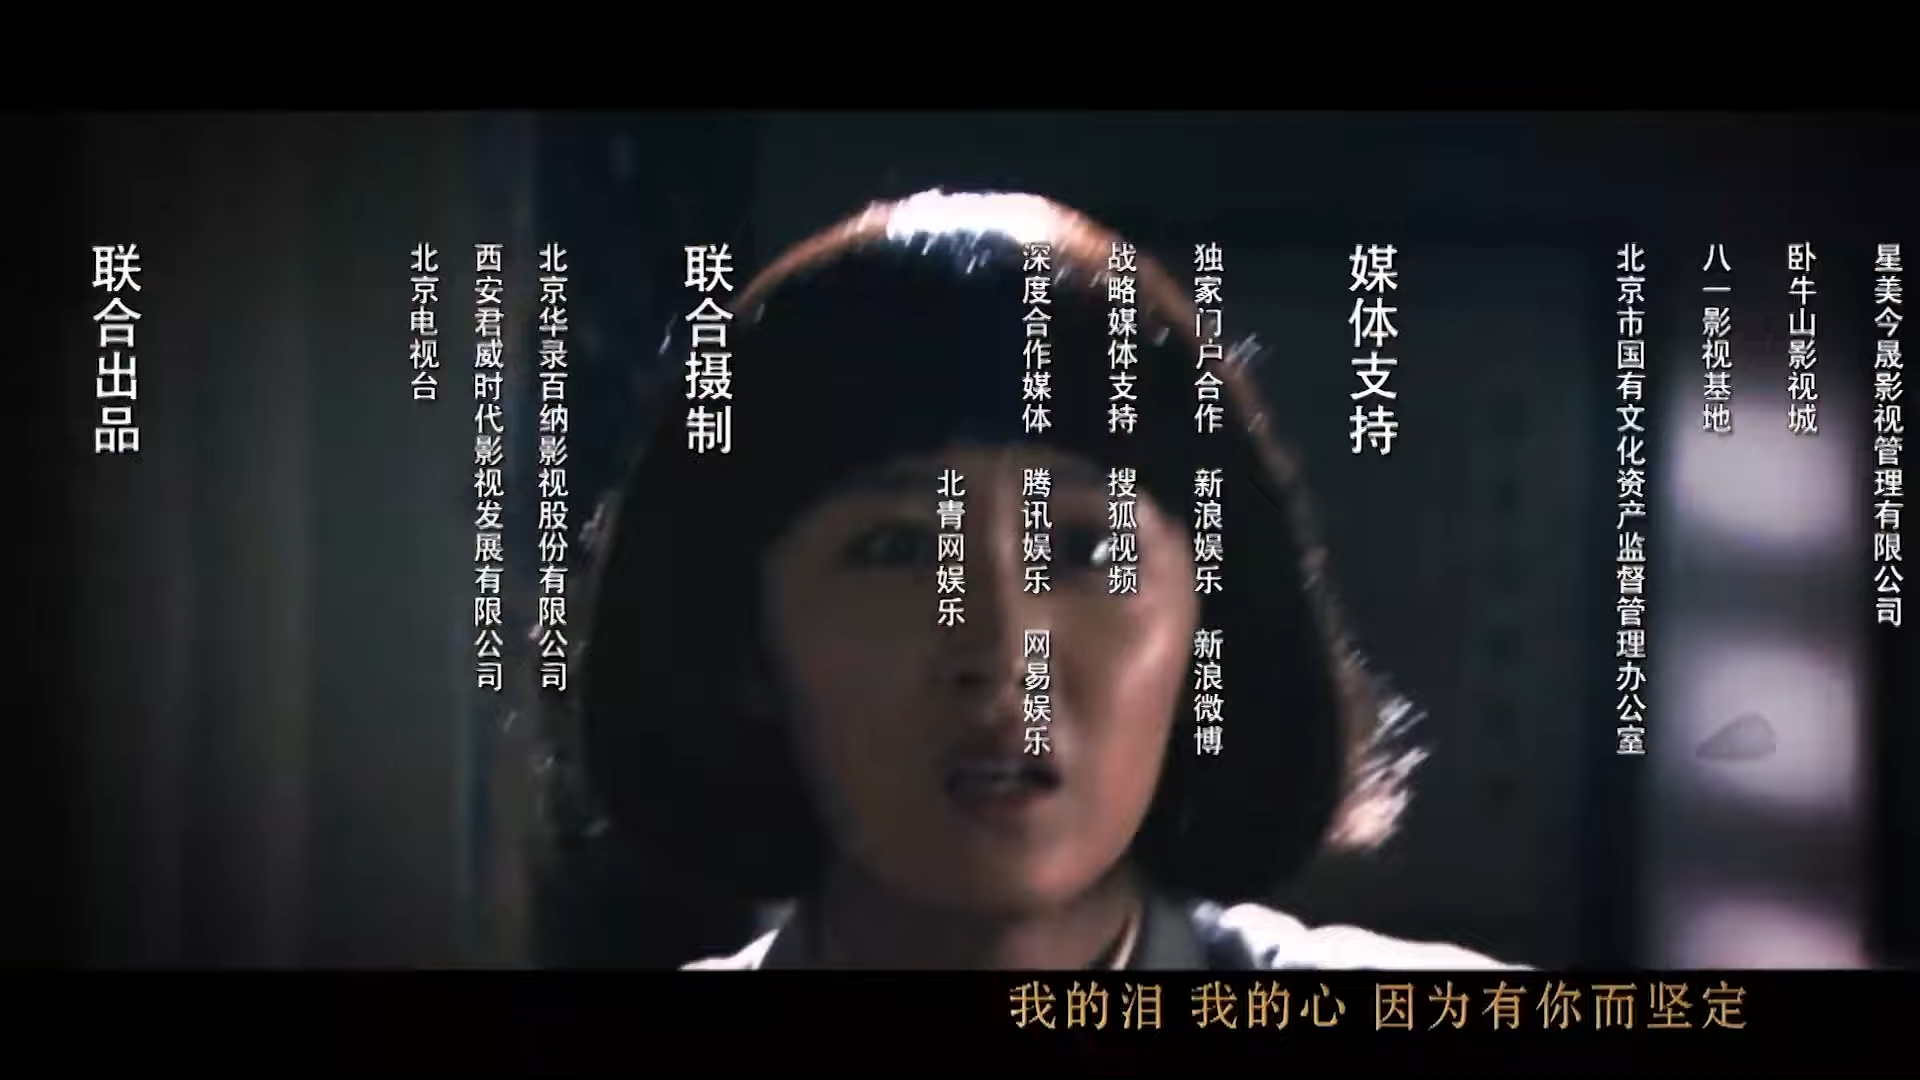 星美今晟影视管理有限公司
卧牛山影视城
八一影视基地
北京市国有文化资产监督管理办公室
媒体支持
独家门户合作 新浪娱乐 新浪微博
战略媒体支持 搜狐视频
深度合作媒体 腾讯娱乐 网易娱乐
北青网娱乐
联合摄制
北京华录百纳影视股份有限公司
西安君威时代影视发展有限公司
北京电视台
联合出品
我的泪 我的心 因为有你而坚定